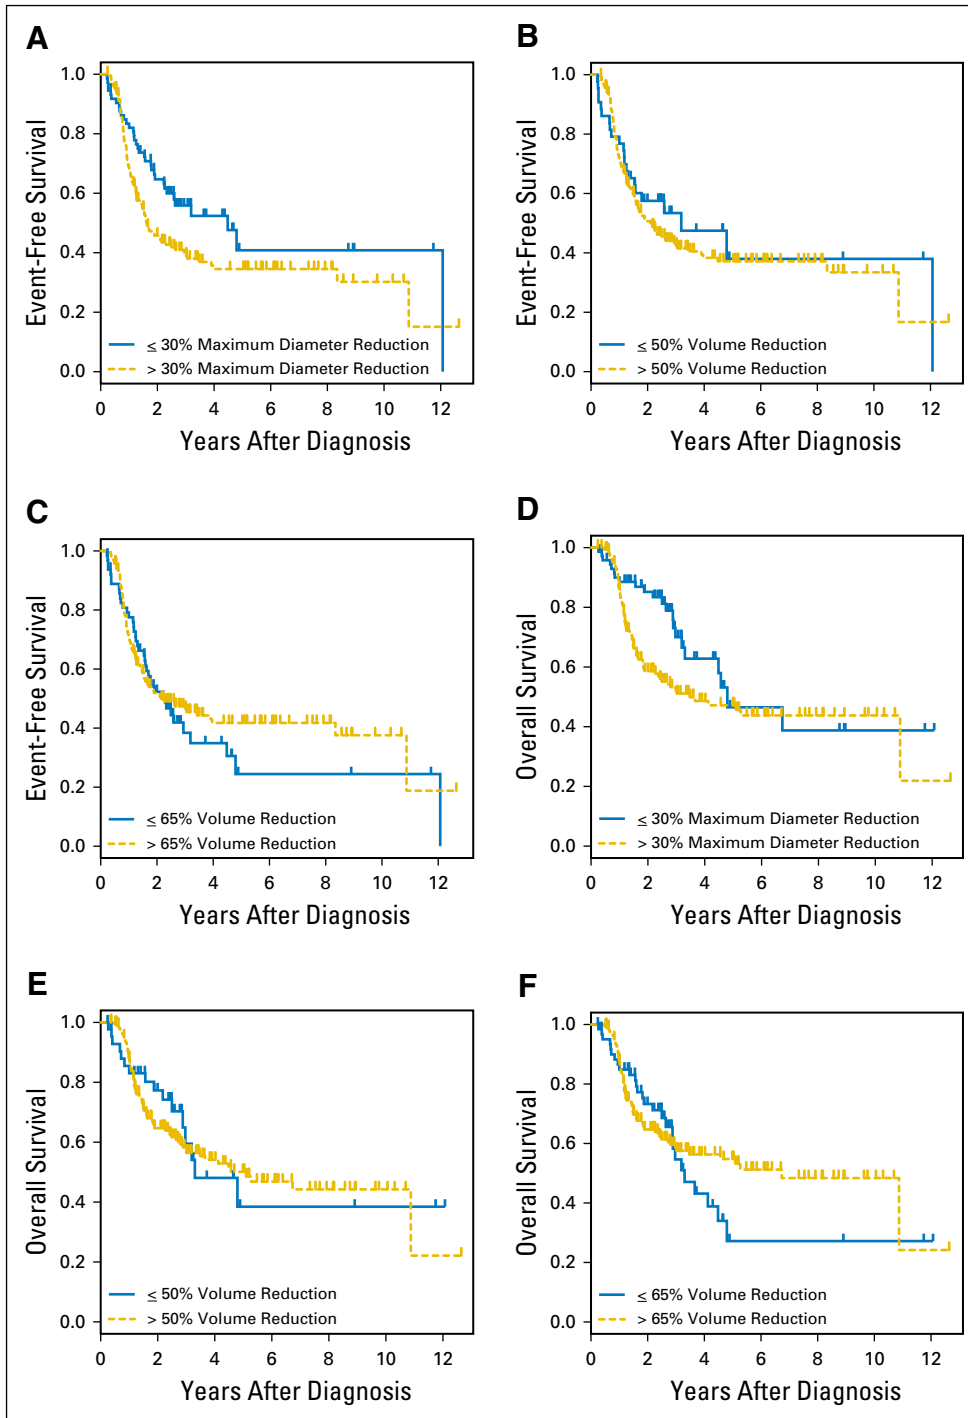 A
Event-Free Survival
1.0
0.8
0.6
0.4
0.2
0.0
≤ 30% Maximum Diameter Reduction
> 30% Maximum Diameter Reduction
0 2 4 6 8 10 12
Years After Diagnosis
B
Event-Free Survival
1.0
0.8
0.6
0.4
0.2
0.0
≤ 50% Volume Reduction
> 50% Volume Reduction
0 2 4 6 8 10 12
Years After Diagnosis
C
Event-Free Survival
1.0
0.8
0.6
0.4
0.2
0.0
≤ 65% Volume Reduction
> 65% Volume Reduction
0 2 4 6 8 10 12
Years After Diagnosis
D
Overall Survival
1.0
0.8
0.6
0.4
0.2
0.0
≤ 30% Maximum Diameter Reduction
> 30% Maximum Diameter Reduction
0 2 4 6 8 10 12
Years After Diagnosis
E
Overall Survival
1.0
0.8
0.6
0.4
0.2
0.0
≤ 50% Volume Reduction
> 50% Volume Reduction
0 2 4 6 8 10 12
Years After Diagnosis
F
Overall Survival
1.0
0.8
0.6
0.4
0.2
0.0
≤ 65% Volume Reduction
> 65% Volume Reduction
0 2 4 6 8 10 12
Years After Diagnosis